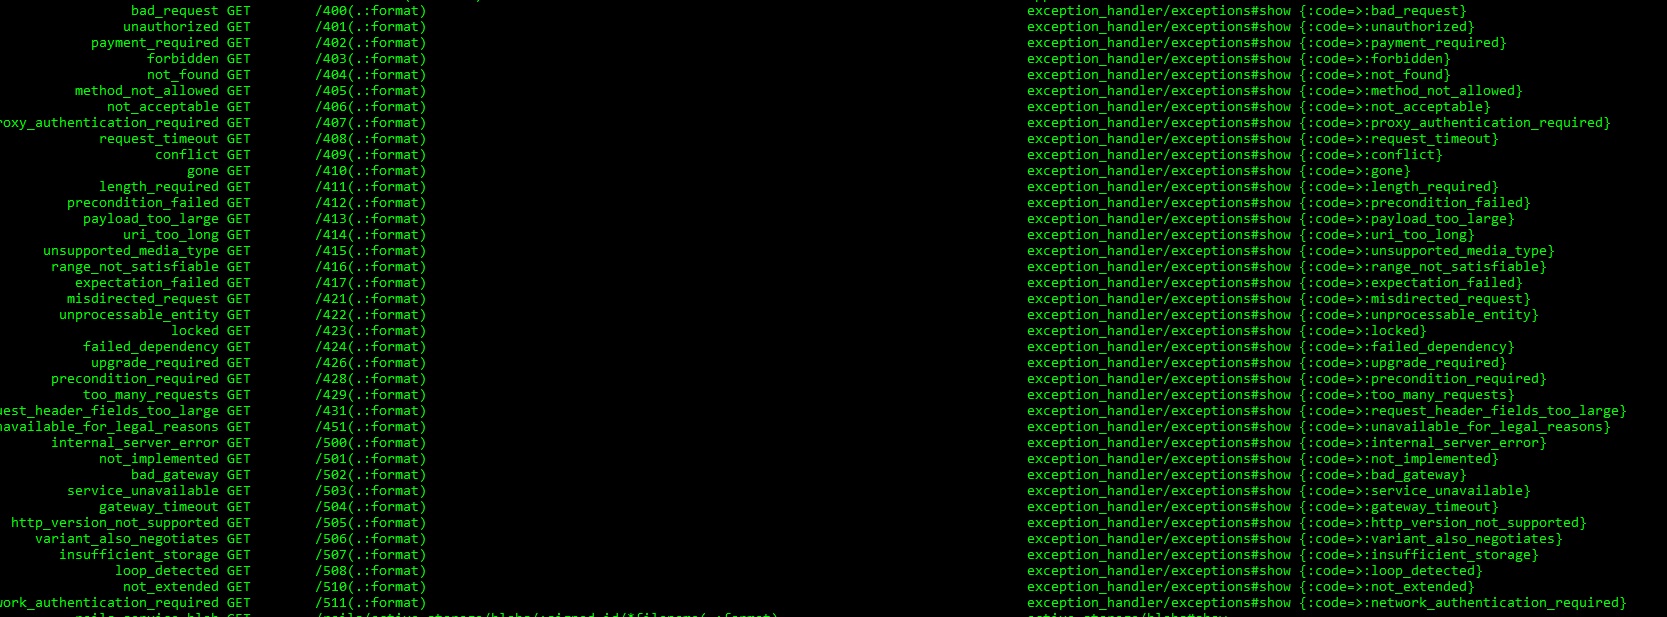 bad_request GET /400(.:format) exception_handler/exceptions#show {:code=>:bad_request}
unauthorized GET /401(.:format) exception_handler/exceptions#show {:code=>:unauthorized}
payment_required GET /402(.:format) exception_handler/exceptions#show {:code=>:payment_required}
forbidden GET /403(.:format) exception_handler/exceptions#show {:code=>:forbidden}
not_found GET /404(.:format) exception_handler/exceptions#show {:code=>:not_found}
method_not_allowed GET /405(.:format) exception_handler/exceptions#show {:code=>:method_not_allowed}
not_acceptable GET /406(.:format) exception_handler/exceptions#show {:code=>:not_acceptable}
roxy_authentication_required GET /407(.:format) exception_handler/exceptions#show {:code=>:proxy_authentication_required}
request_timeout GET /408(.:format) exception_handler/exceptions#show {:code=>:request_timeout}
conflict GET /409(.:format) exception_handler/exceptions#show {:code=>:conflict}
gone GET /410(.:format) exception_handler/exceptions#show {:code=>:gone}
length_required GET /411(.:format) exception_handler/exceptions#show {:code=>:length_required}
precondition_failed GET /412(.:format) exception_handler/exceptions#show {:code=>:precondition_failed}
payload_too_large GET /413(.:format) exception_handler/exceptions#show {:code=>:payload_too_large}
uri_too_long GET /414(.:format) exception_handler/exceptions#show {:code=>:uri_too_long}
unsupported_media_type GET /415(.:format) exception_handler/exceptions#show {:code=>:unsupported_media_type}
range_not_satisfiable GET /416(.:format) exception_handler/exceptions#show {:code=>:range_not_satisfiable}
expectation_failed GET /417(.:format) exception_handler/exceptions#show {:code=>:expectation_failed}
misdirected_request GET /421(.:format) exception_handler/exceptions#show {:code=>:misdirected_request}
unprocessable_entity GET /422(.:format) exception_handler/exceptions#show {:code=>:unprocessable_entity}
locked GET /423(.:format) exception_handler/exceptions#show {:code=>:locked}
failed_dependency GET /424(.:format) exception_handler/exceptions#show {:code=>:failed_dependency}
upgrade_required GET /426(.:format) exception_handler/exceptions#show {:code=>:upgrade_required}
precondition_required GET /428(.:format) exception_handler/exceptions#show {:code=>:precondition_required}
too_many_requests GET /429(.:format) exception_handler/exceptions#show {:code=>:too_many_requests}
uest_header_fields_too_large GET /431(.:format) exception_handler/exceptions#show {:code=>:request_header_fields_too_large}
navailable_for_legal_reasons GET /451(.:format) exception_handler/exceptions#show {:code=>:unavailable_for_legal_reasons}
internal_server_error GET /500(.:format) exception_handler/exceptions#show {:code=>:internal_server_error}
not_implemented GET /501(.:format) exception_handler/exceptions#show {:code=>:not_implemented}
bad_gateway GET /502(.:format) exception_handler/exceptions#show {:code=>:bad_gateway}
service_unavailable GET /503(.:format) exception_handler/exceptions#show {:code=>:service_unavailable}
gateway_timeout GET /504(.:format) exception_handler/exceptions#show {:code=>:gateway_timeout}
http_version_not_supported GET /505(.:format) exception_handler/exceptions#show {:code=>:http_version_not_supported}
variant_also_negotiates GET /506(.:format) exception_handler/exceptions#show {:code=>:variant_also_negotiates}
insufficient_storage GET /507(.:format) exception_handler/exceptions#show {:code=>:insufficient_storage}
loop_detected GET /508(.:format) exception_handler/exceptions#show {:code=>:loop_detected}
not_extended GET /510(.:format) exception_handler/exceptions#show {:code=>:not_extended}
work_authentication_required GET /511(.:format) exception_handler/exceptions#show {:code=>:network_authentication_required}